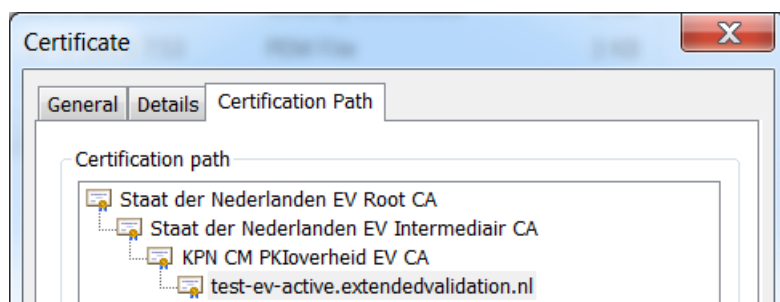 Certificate
General Details Certification Path
Certification path
Staat der Nederlanden EV Root CA
Staat der Nederlanden EV Intermediair CA
KPN CM PKIoverheid EV CA
test-ev-active.extendedvalidation.nl